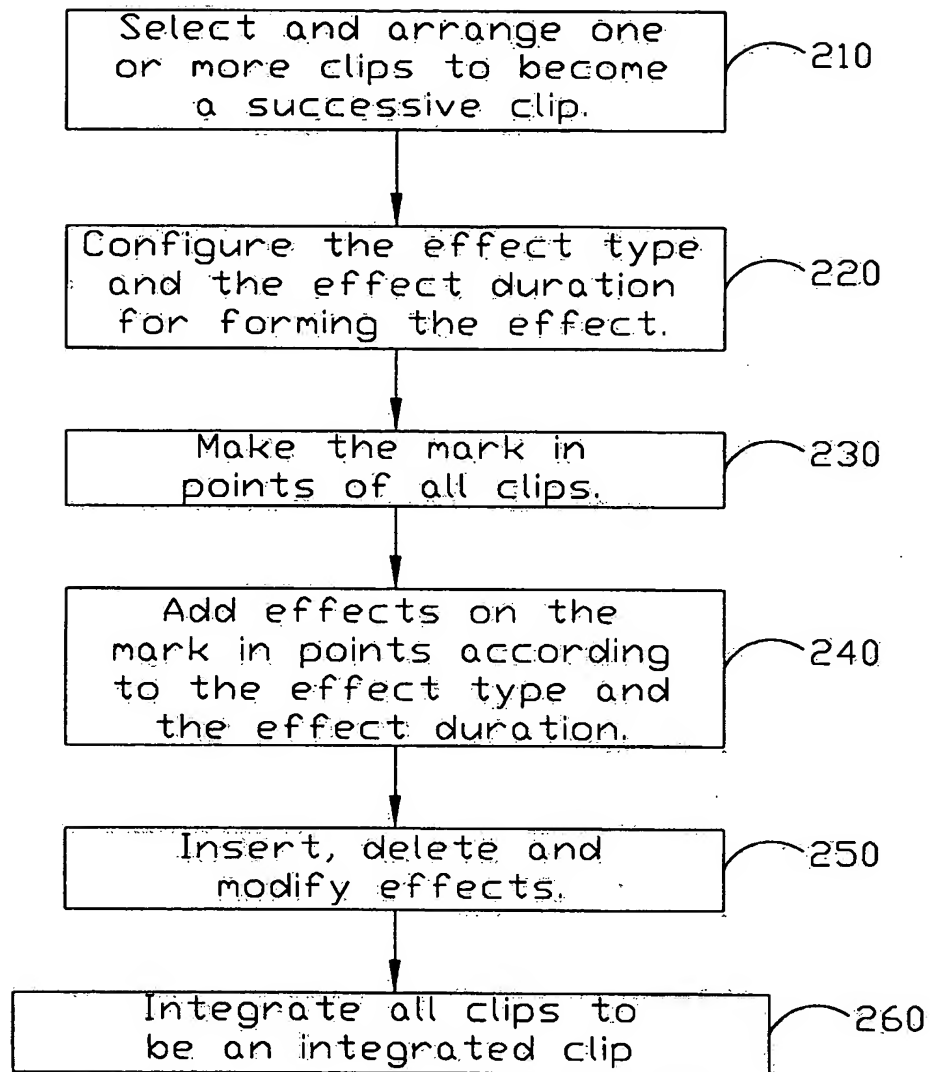 Select and arrange one
or more clips to become
a successive clip.
210
Configure the effect type
and the effect duration
for forming the effect.
220
Make the mark in
points of all clips.
230
Add effects on the
mark in points according
to the effect type and
the effect duration.
240
Insert, delete and
modify effects.
250
Integrate all clips to
be an integrated clip
260